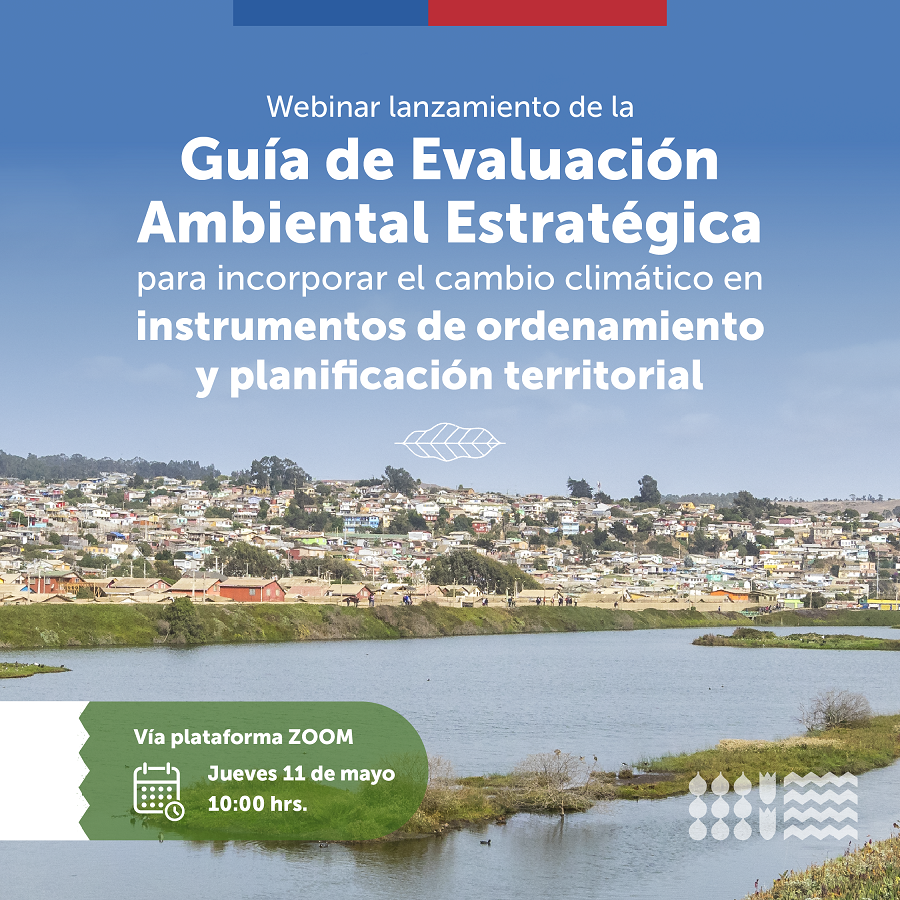 Webinar lanzamiento de la
Guía de Evaluación
Ambiental Estratégica
para incorporar el cambio climático en
instrumentos de ordenamiento
y planificación territorial
Vía plataforma ZOOM
Jueves 11 de mayo
10:00 hrs.